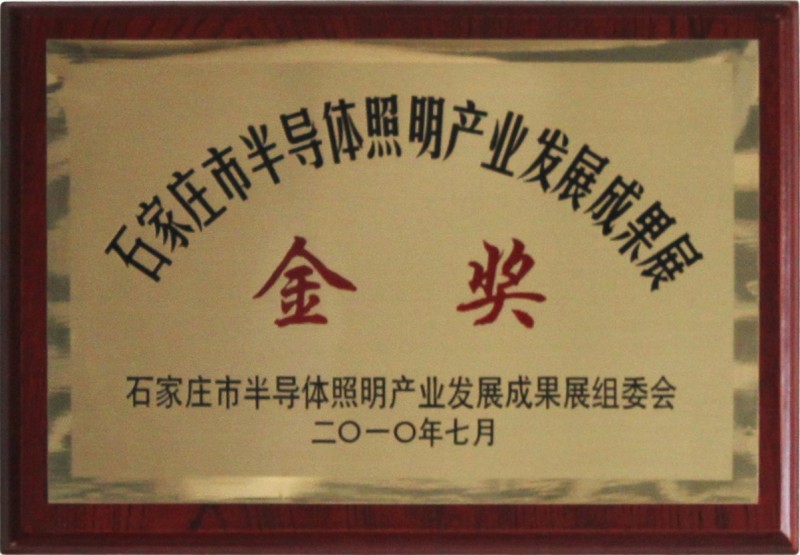 石家庄市半导体照明产业发展成果展
金奖
石家庄市半导体照明产业发展成果展组委会
二〇一〇年七月